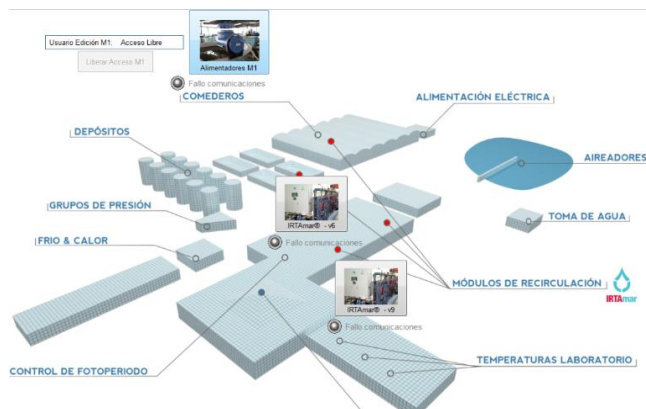 Usuario Edición M1. Acceso Libre
Liberar Acceso M1
Alimentadores M1
Fallo comunicaciones
COMEDEROS
ALIMENTACIÓN ELÉCTRICA
DEPÓSITOS
AIREADORES
GRUPOS DE PRESIÓN
IRTAmar® - v6
TOMA DE AGUA
FRIO & CALOR
Fallo comunicaciones
MÓDULOS DE RECIRCULACIÓN
IRTAmar
IRTAmar® - v9
Fallo comunicaciones
TEMPERATURAS LABORATORIO
CONTROL DE FOTOPERIODO